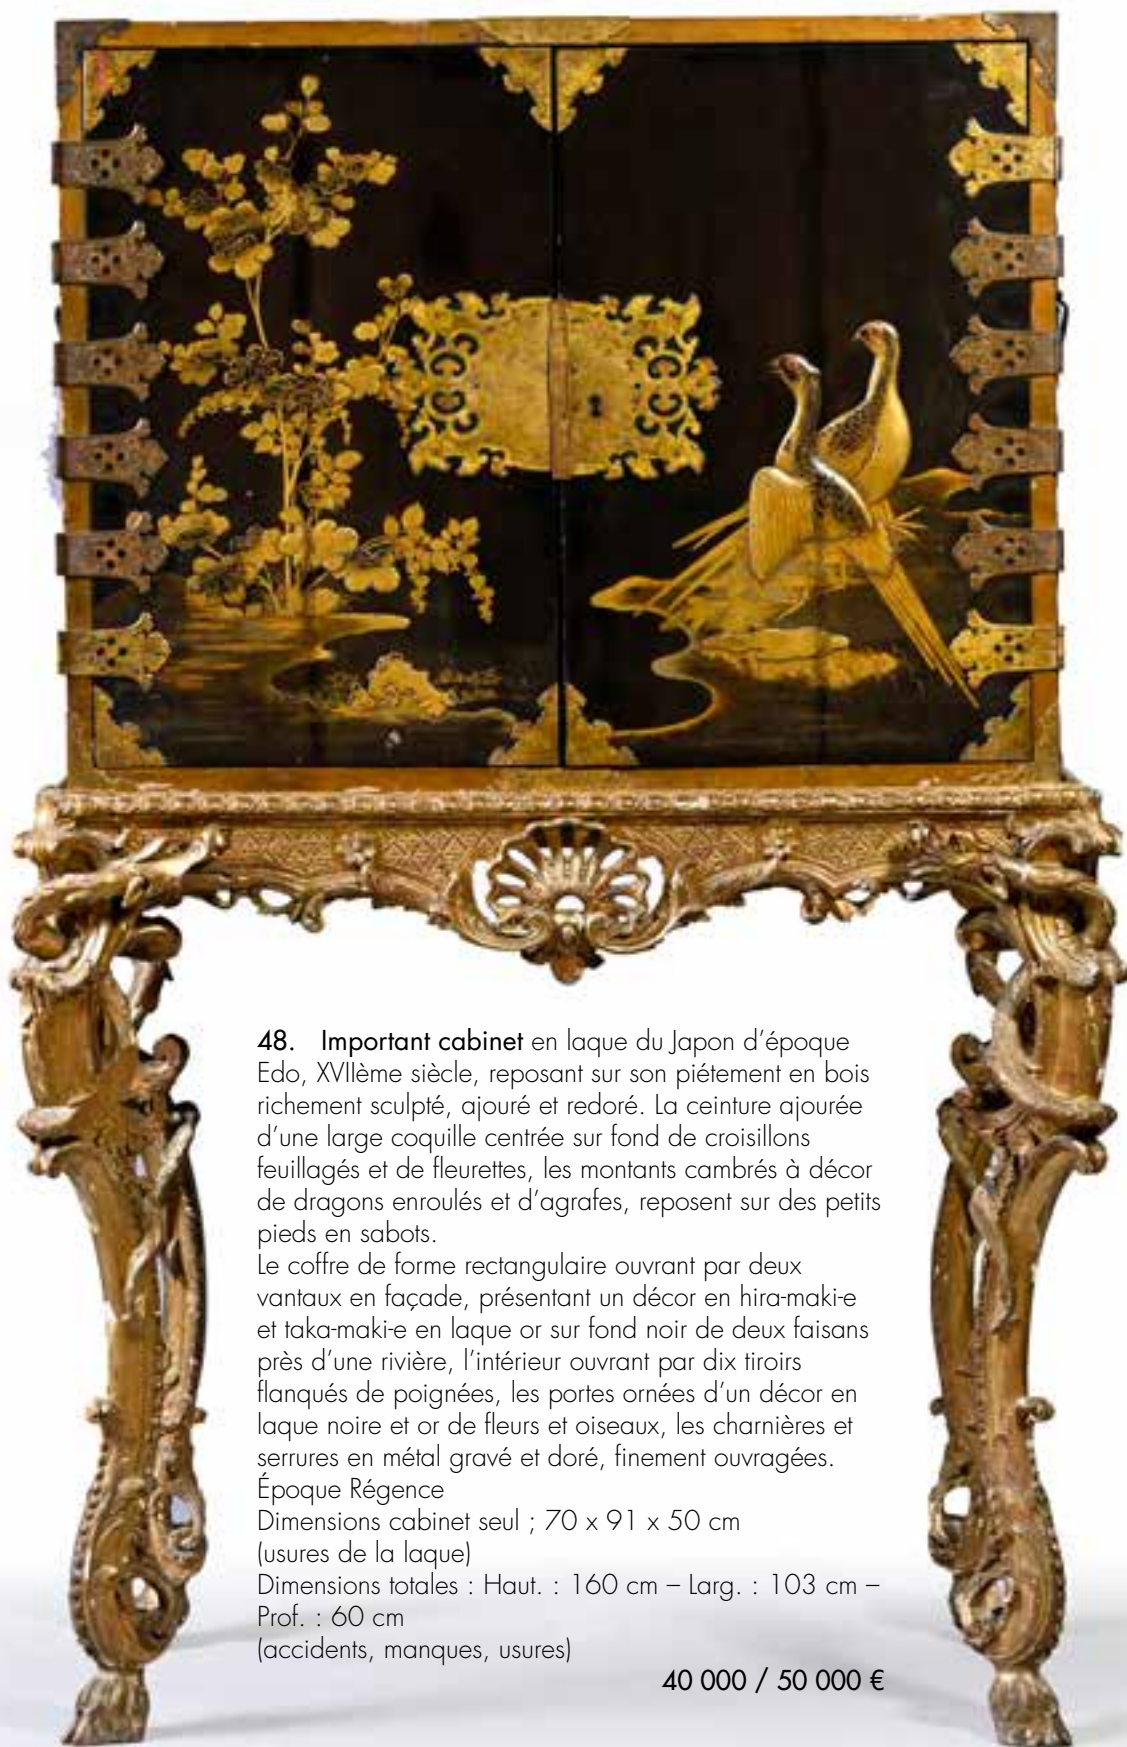 48. Important cabinet en laque du Japon d'époque
Edo, XVIIème siècle, reposant sur son piétement en bois
richement sculpté, ajouré et redoré. La ceinture ajourée
d'une large coquille centrée sur fond de croisillons
feuillagés et de fleurettes, les montants cambrés à décor
de dragons enroulés et d'agrafes, reposent sur des petits
pieds en sabots.
Le coffre de forme rectangulaire ouvrant par deux
vantaux en façade, présentant un décor en hira-maki-e
et taka-maki-e en laque or sur fond noir de deux faisans
près d'une rivière, l'intérieur ouvrant par dix tiroirs
flanqués de poignées, les portes ornées d'un décor en
laque noire et or de fleurs et oiseaux, les charnières et
serrures en métal gravé et doré, finement ouvragées.
Époque Régence
Dimensions cabinet seul ; 70 x 91 x 50 cm
(usures de la laque)
Dimensions totales : Haut. : 160 cm – Larg. : 103 cm –
Prof. : 60 cm
(accidents, manques, usures)
40 000 / 50 000 €